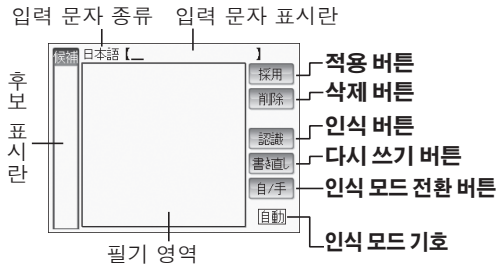 입력 문자 종류 입력 문자 표시란
候補 日本語【_ 】
採用 적용 버튼
削除 삭제 버튼
후보 표시란
認識 인식 버튼
書き直し 다시 쓰기 버튼
自/手 인식 모드 전환 버튼
自動 인식 모드 기호
필기 영역